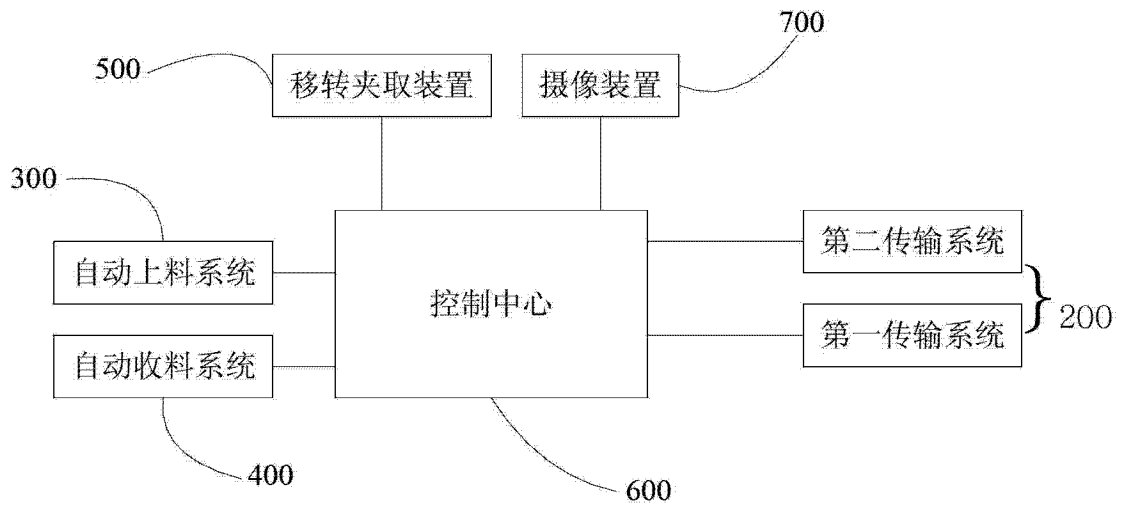 700
500
移转夹取装置
摄像装置
300
自动上料系统
第二传输系统
控制中心
200
自动收料系统
第一传输系统
400
600